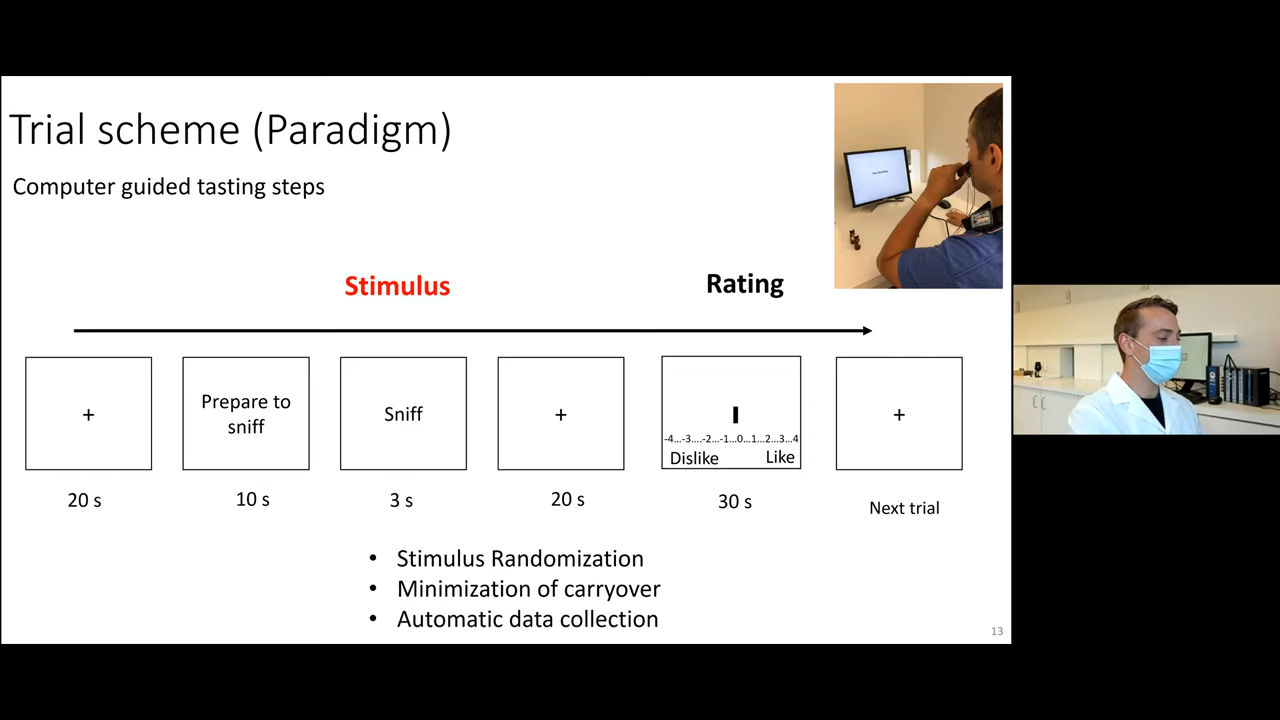 Trial scheme (Paradigm)
Computer guided tasting steps
Stimulus
Rating
+
Prepare to
sniff
Sniff
+
-4...-3....-2...-1...0...1...2...3...4
Dislike
Like
+
20 s
10 s
3 s
20 s
30 s
Next trial
• Stimulus Randomization
• Minimization of carryover
• Automatic data collection
13